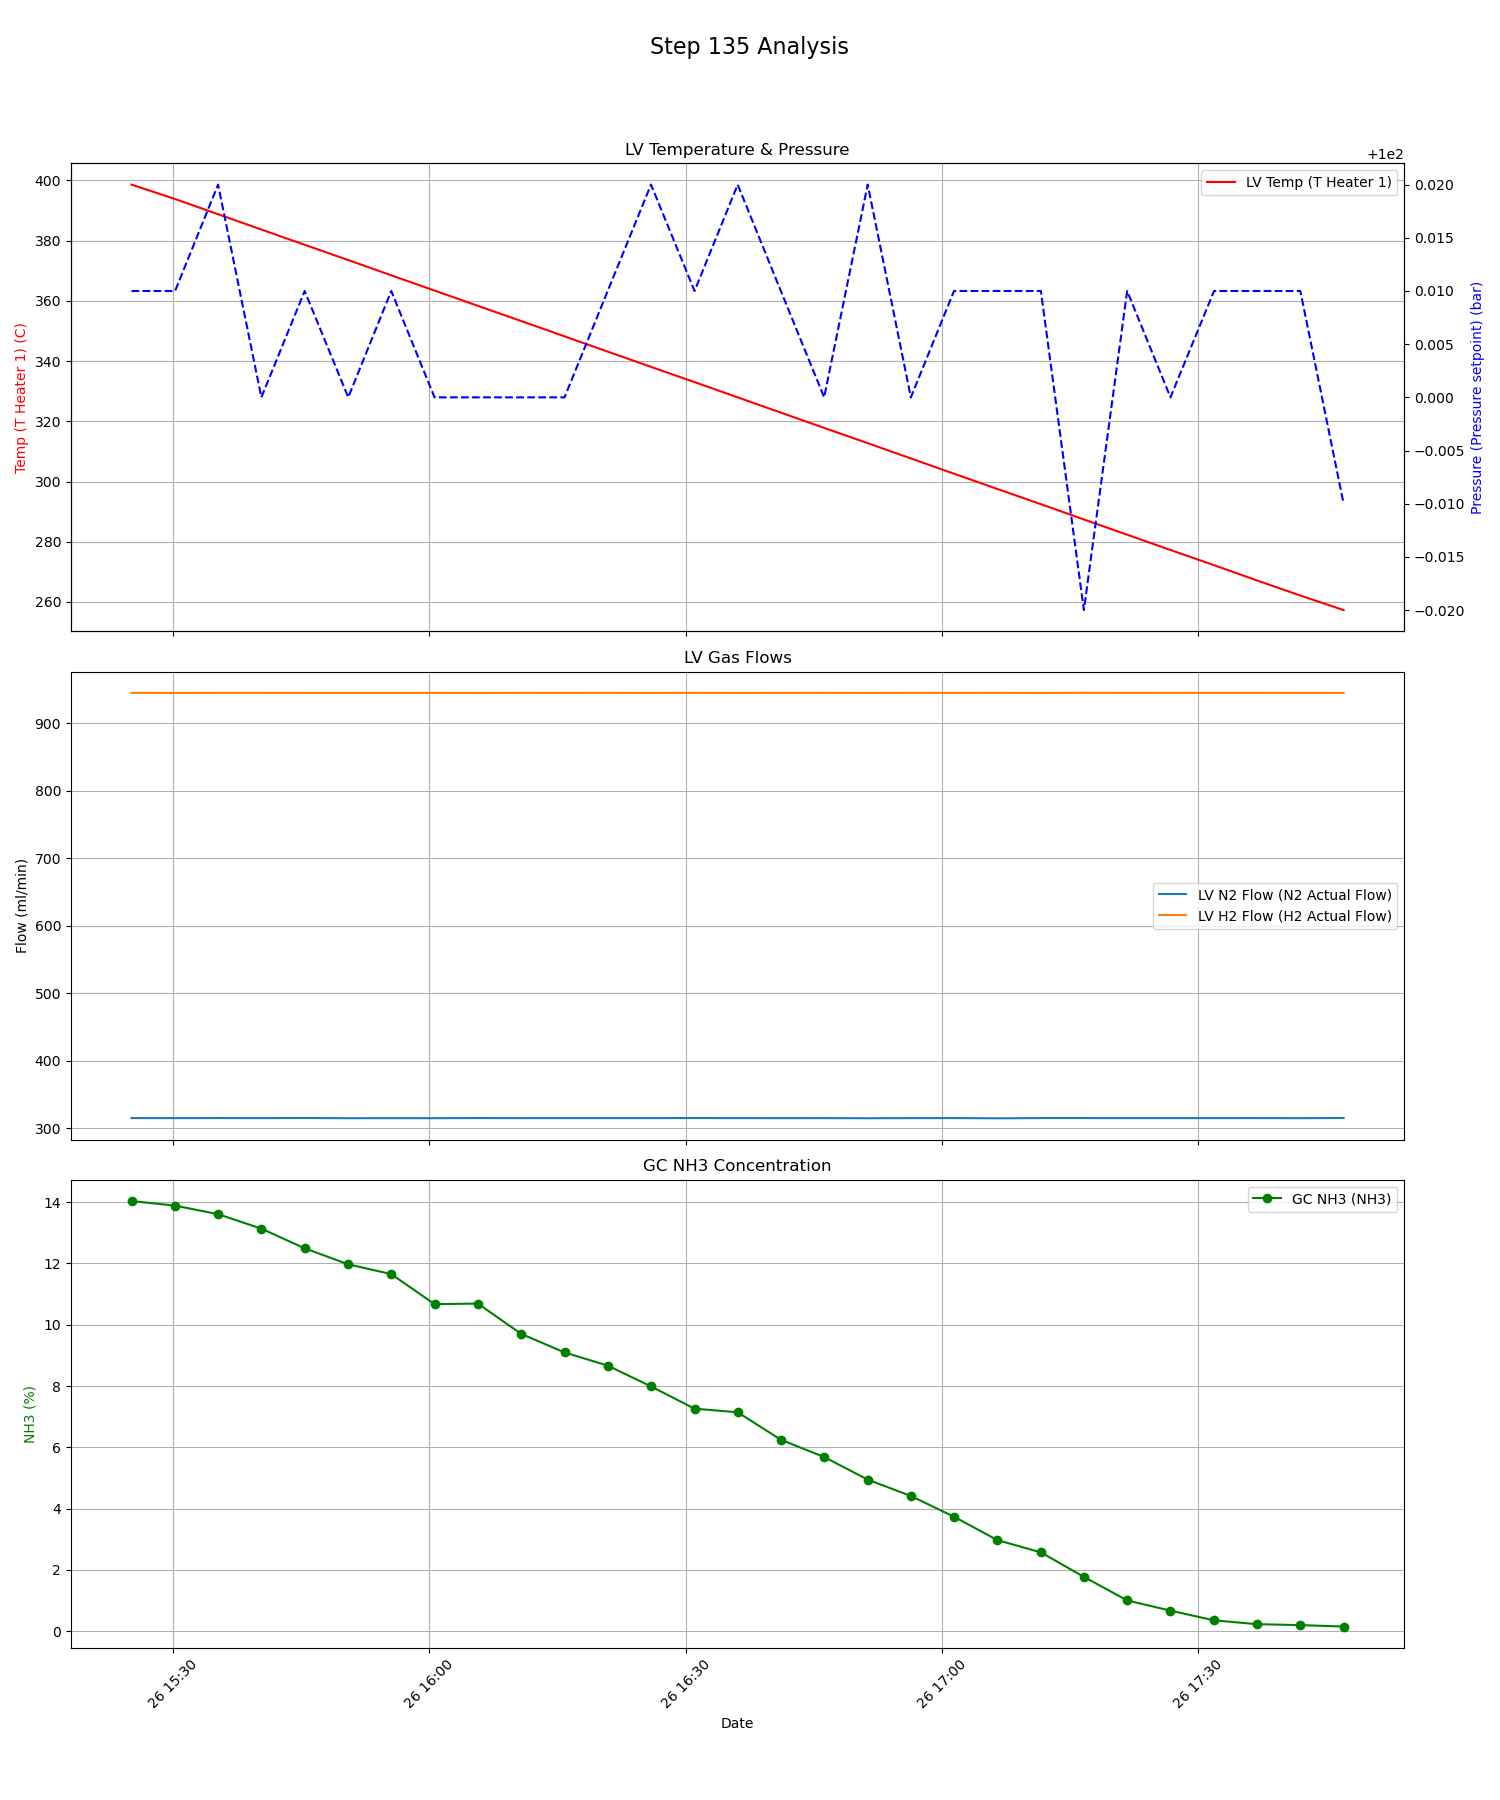 Step 135 Analysis
LV Temperature & Pressure
+1e2
LV Temp (T Heater 1)
Temp (T Heater 1) (C)
400
380
360
340
320
300
280
260
0.020
0.015
0.010
0.005
0.000
−0.005
−0.010
−0.015
−0.020
Pressure (Pressure setpoint) (bar)
LV Gas Flows
Flow (ml/min)
900
800
700
600
500
400
300
LV N2 Flow (N2 Actual Flow)
LV H2 Flow (H2 Actual Flow)
GC NH3 Concentration
GC NH3 (NH3)
NH3 (%)
14
12
10
8
6
4
2
0
26 15:30
26 16:00
26 16:30
26 17:00
26 17:30
Date